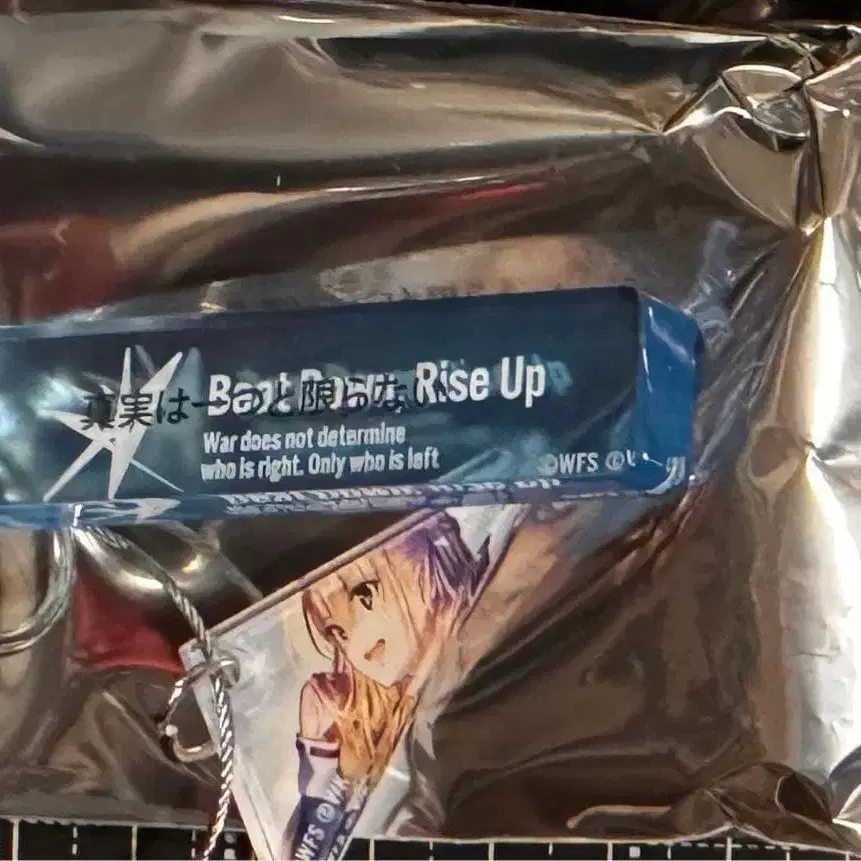 Beat Down, Rise Up
真実は一つと限らない
War does not determine
who is right. Only who is left
©WFS
WFS